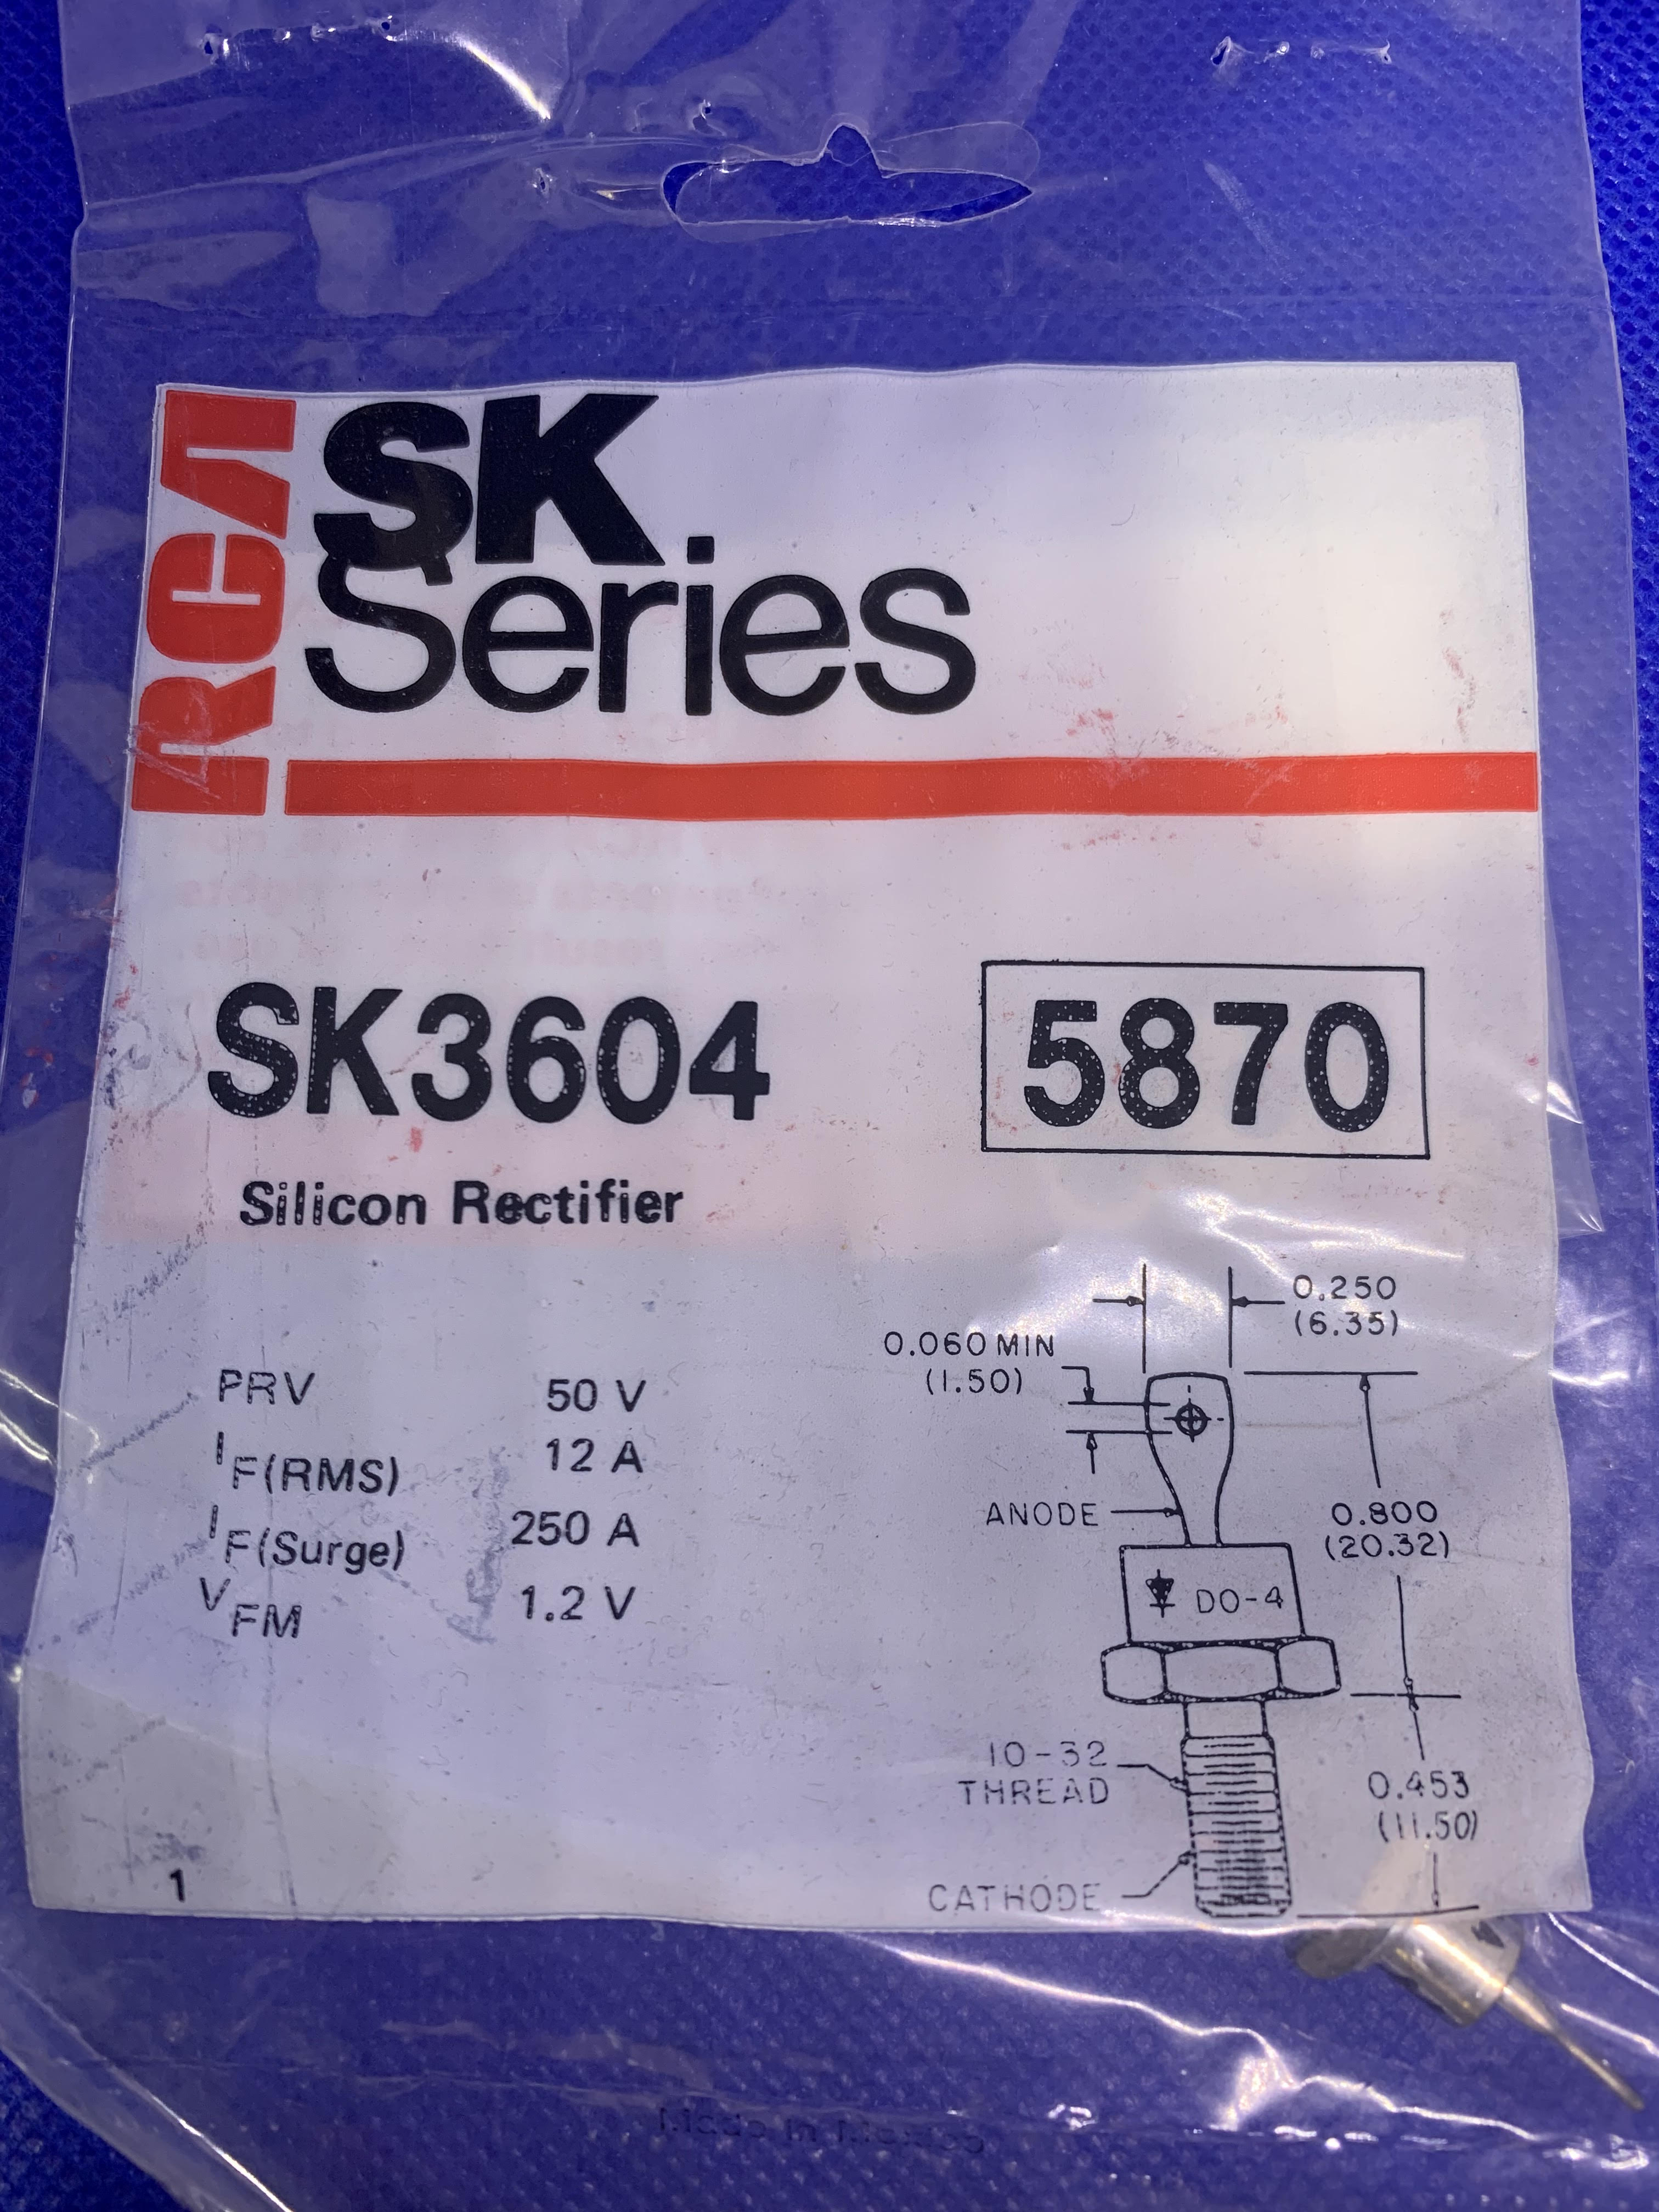 RCA
SK
Series
SK3604
5870
Silicon Rectifier
PRV 50 V
IF(RMS) 12 A
IF(Surge) 250 A
VFM 1.2 V
0.250
(6.35)
0.060 MIN
(1.50)
ANODE
0.800
(20.32)
DO-4
10-32
THREAD
0.453
(11.50)
CATHODE
1